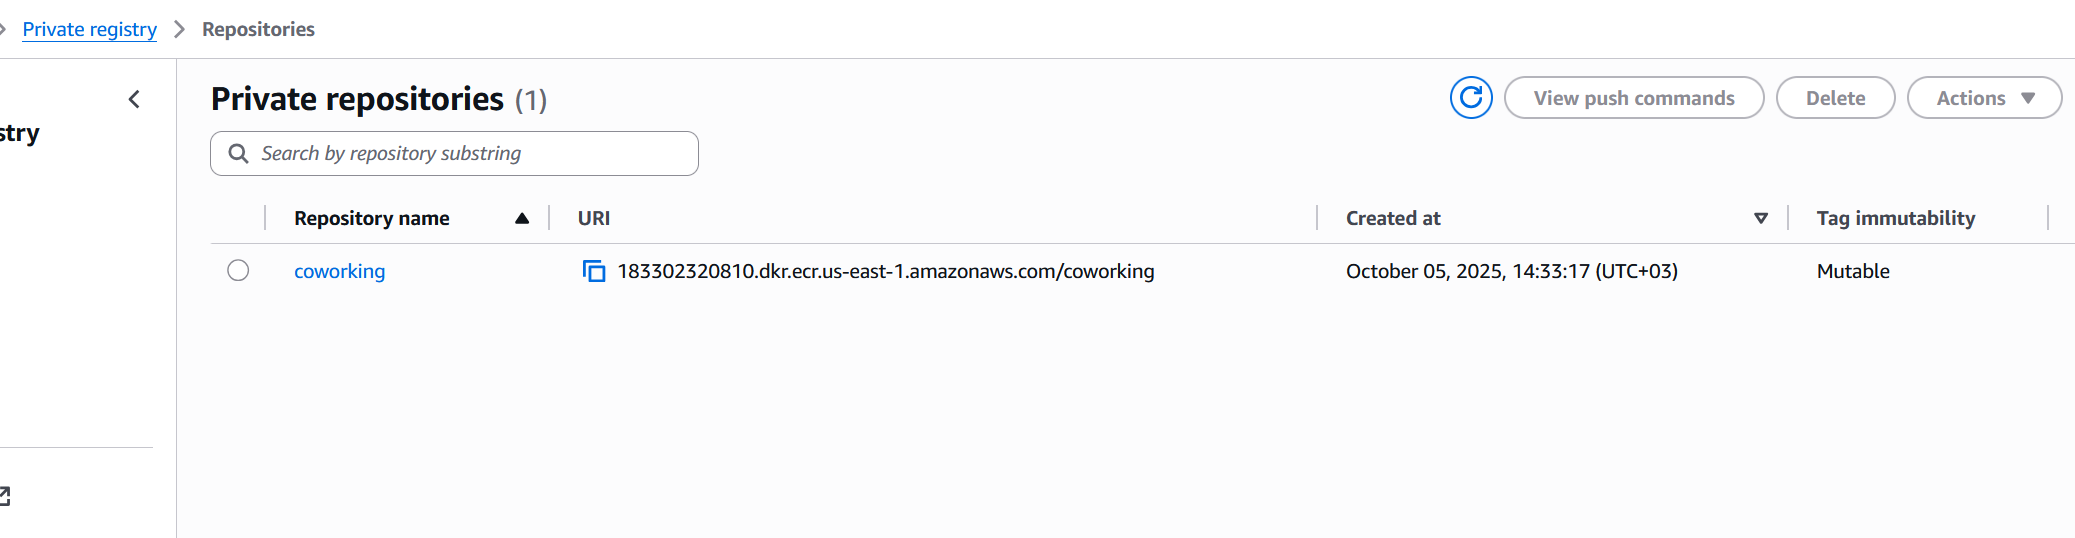 Private registry > Repositories
stry
Private repositories (1)
View push commands
Delete
Actions
Search by repository substring
Repository name URI Created at Tag immutability
coworking 183302320810.dkr.ecr.us-east-1.amazonaws.com/coworking October 05, 2025, 14:33:17 (UTC+03) Mutable